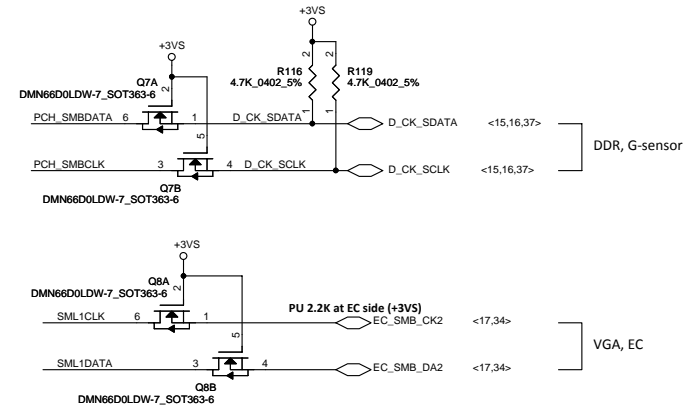 +3VS
+3VS
Q7A
DMN66D0LDW-7_SOT363-6
2
R116
4.7K_0402_5%
2
2
R119
4.7K_0402_5%
1
1
PCH_SMBDATA 6 1 D_CK_SDATA D_CK_SDATA <15,16,37>
5
DDR, G-sensor
PCH_SMBCLK 3 4 D_CK_SCLK D_CK_SCLK <15,16,37>
Q7B
DMN66D0LDW-7_SOT363-6
+3VS
Q8A
DMN66D0LDW-7_SOT363-6
2
PU 2.2K at EC side (+3VS)
SML1CLK 6 1 EC_SMB_CK2 <17,34>
5
VGA, EC
SML1DATA 3 4 EC_SMB_DA2 <17,34>
Q8B
DMN66D0LDW-7_SOT363-6